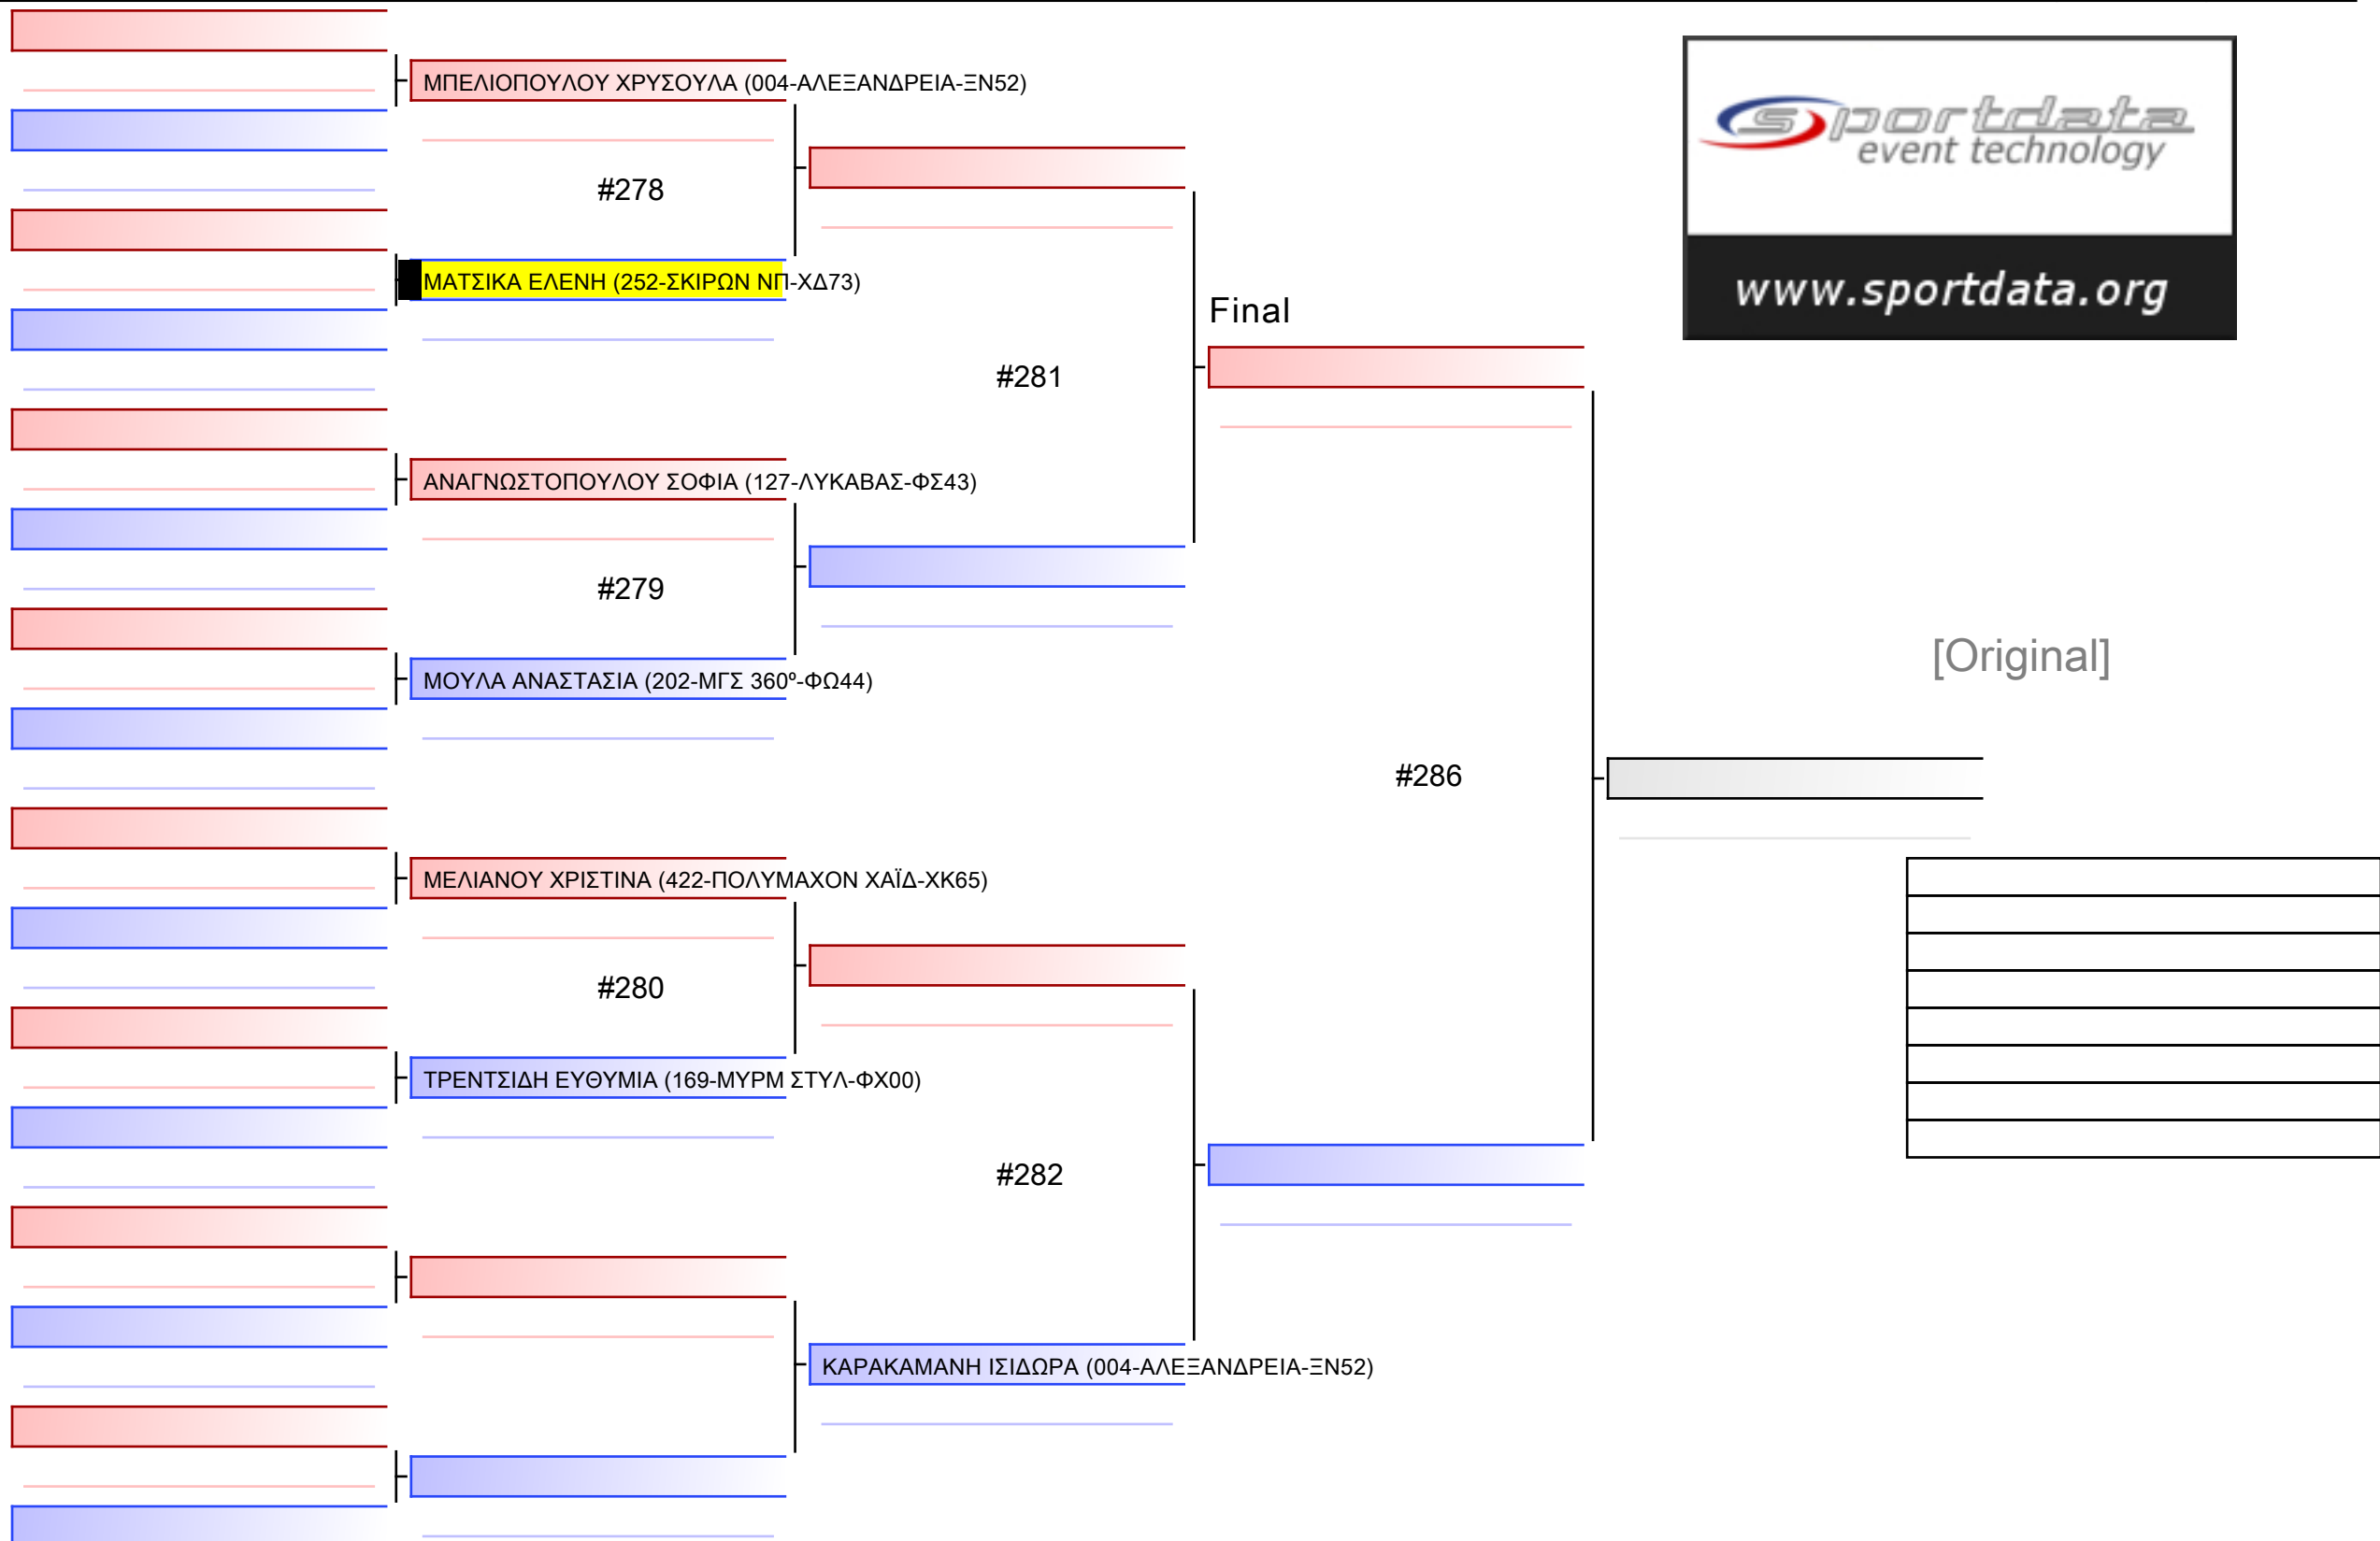 ΜΠΕΛΙΟΠΟΥΛΟΥ ΧΡΥΣΟΥΛΑ (004-ΑΛΕΞΑΝΔΡΕΙΑ-ΞΝ52)
sportdata
event technology
#278
ΜΑΤΣΙΚΑ ΕΛΕΝΗ (252-ΣΚΙΡΩΝ ΝΠ-ΧΔ73)
www.sportdata.org
Final
#281
ΑΝΑΓΝΩΣΤΟΠΟΥΛΟΥ ΣΟΦΙΑ (127-ΛΥΚΑΒΑΣ-ΦΣ43)
#279
[Original]
ΜΟΥΛΑ ΑΝΑΣΤΑΣΙΑ (202-ΜΓΣ 360º-ΦΩ44)
#286
ΜΕΛΙΑΝΟΥ ΧΡΙΣΤΙΝΑ (422-ΠΟΛΥΜΑΧΟΝ ΧΑΪΔ-ΧΚ65)
#280
ΤΡΕΝΤΣΙΔΗ ΕΥΘΥΜΙΑ (169-ΜΥΡΜ ΣΤΥΛ-ΦΧ00)
#282
ΚΑΡΑΚΑΜΑΝΗ ΙΣΙΔΩΡΑ (004-ΑΛΕΞΑΝΔΡΕΙΑ-ΞΝ52)